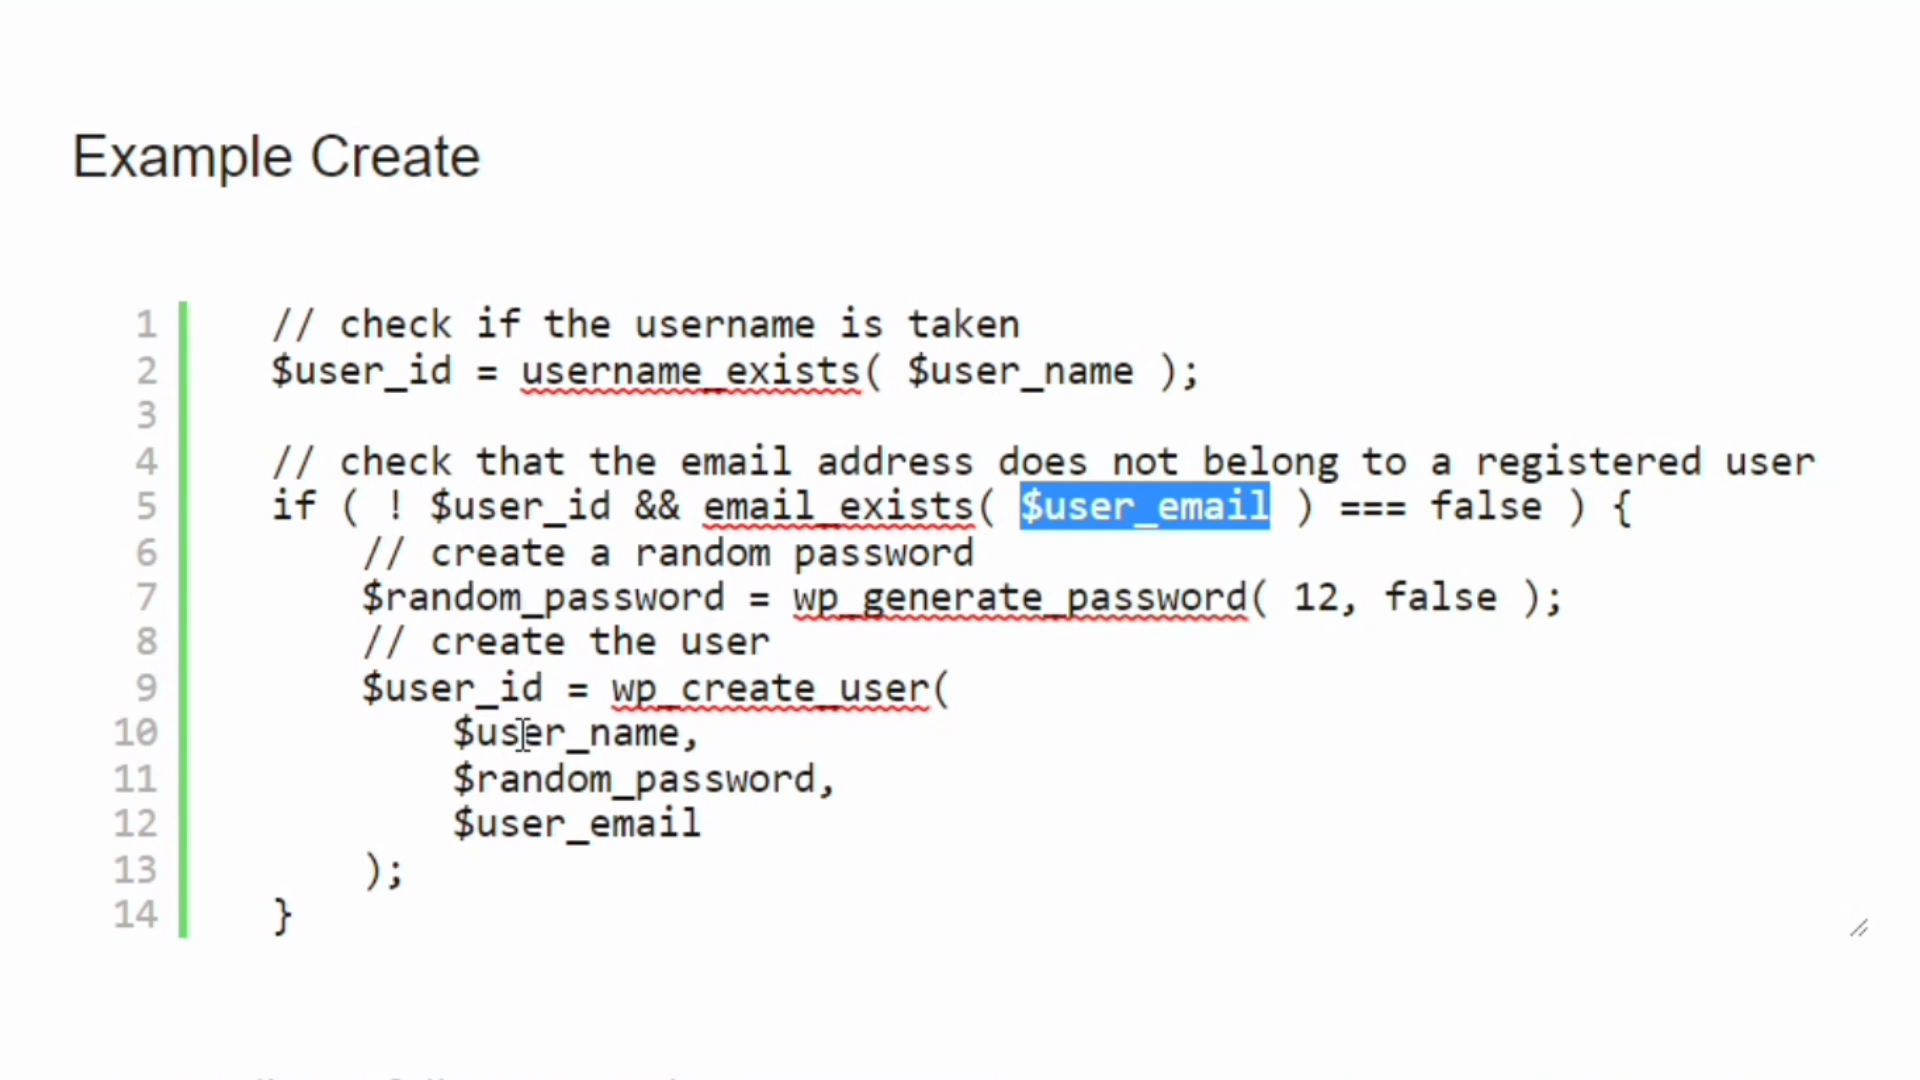 Example Create
1 // check if the username is taken
2 $user_id = username_exists( $user_name );
3
4 // check that the email address does not belong to a registered user
5 if ( ! $user_id && email_exists( $user_email ) === false ) {
6 // create a random password
7 $random_password = wp_generate_password( 12, false );
8 // create the user
9 $user_id = wp_create_user(
10 $user_name,
11 $random_password,
12 $user_email
13 );
14 }